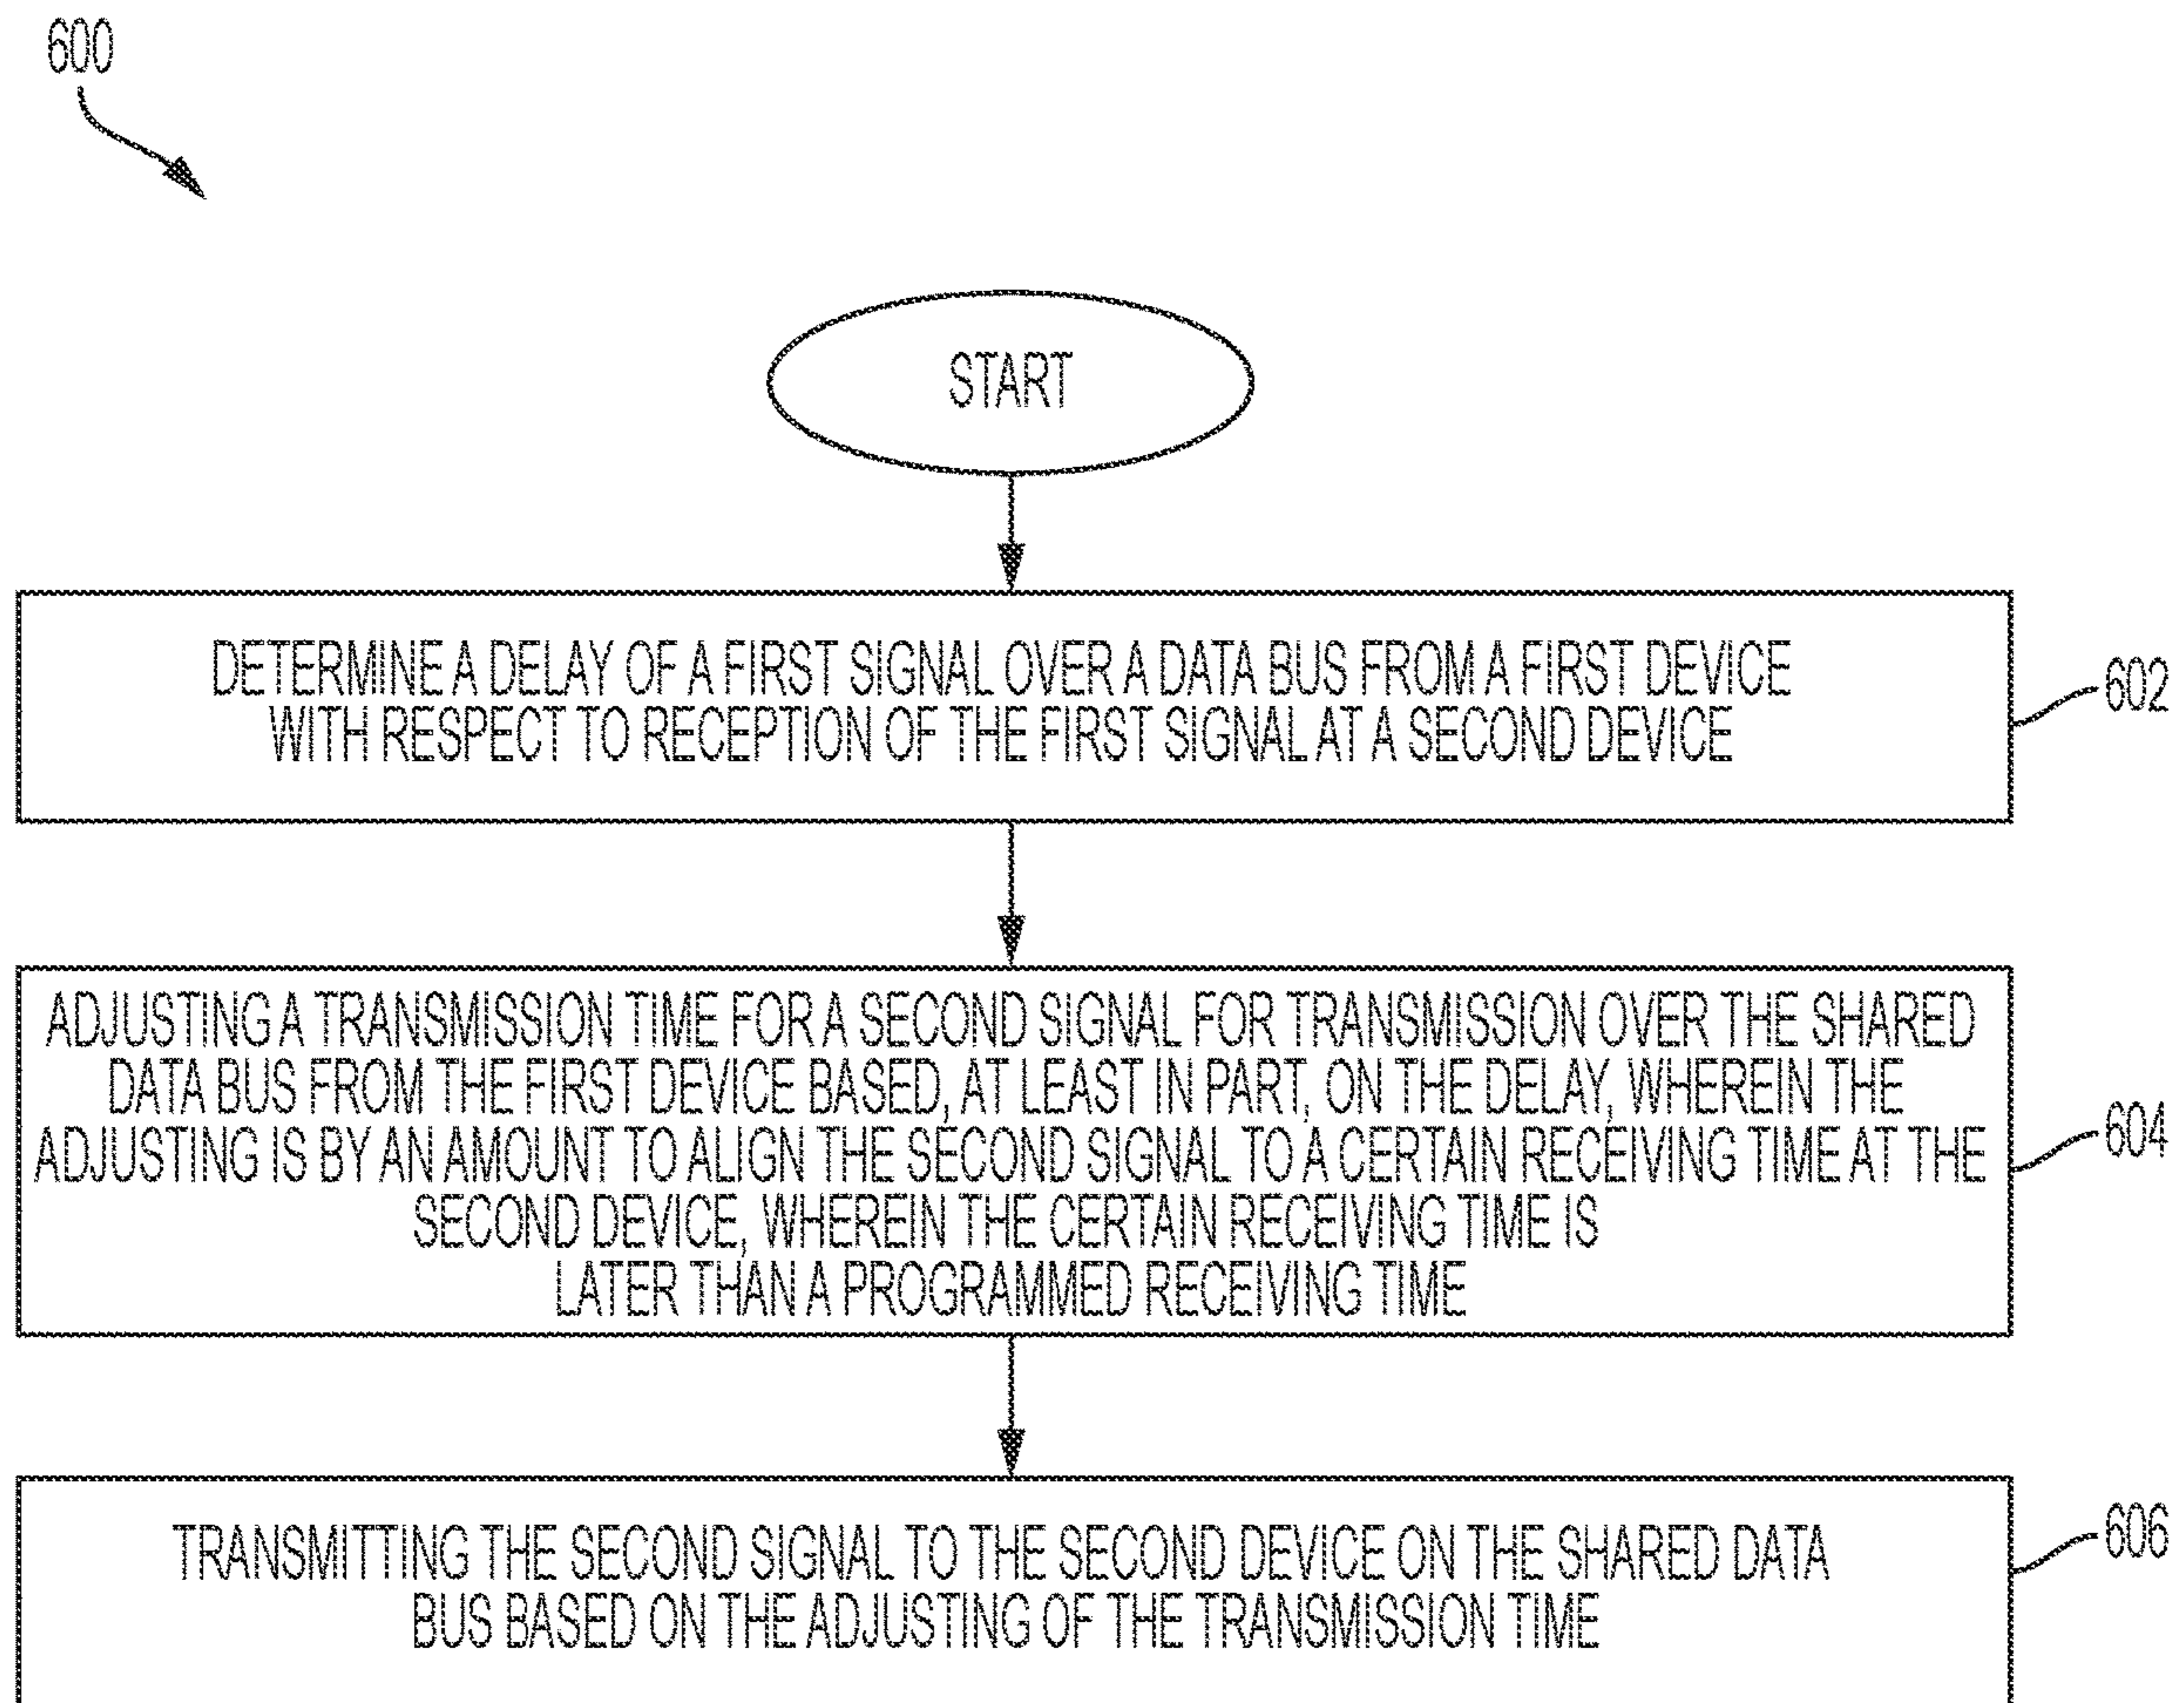 600
START
DETERMINE A DELAY OF A FIRST SIGNAL OVER A DATA BUS FROM A FIRST DEVICE
WITH RESPECT TO RECEPTION OF THE FIRST SIGNAL AT A SECOND DEVICE
602
ADJUSTING A TRANSMISSION TIME FOR A SECOND SIGNAL FOR TRANSMISSION OVER THE SHARED
DATA BUS FROM THE FIRST DEVICE BASED, AT LEAST IN PART, ON THE DELAY, WHEREIN THE
ADJUSTING IS BY AN AMOUNT TO ALIGN THE SECOND SIGNAL TO A CERTAIN RECEIVING TIME AT THE
SECOND DEVICE, WHEREIN THE CERTAIN RECEIVING TIME IS
LATER THAN A PROGRAMMED RECEIVING TIME
604
TRANSMITTING THE SECOND SIGNAL TO THE SECOND DEVICE ON THE SHARED DATA
BUS BASED ON THE ADJUSTING OF THE TRANSMISSION TIME
606